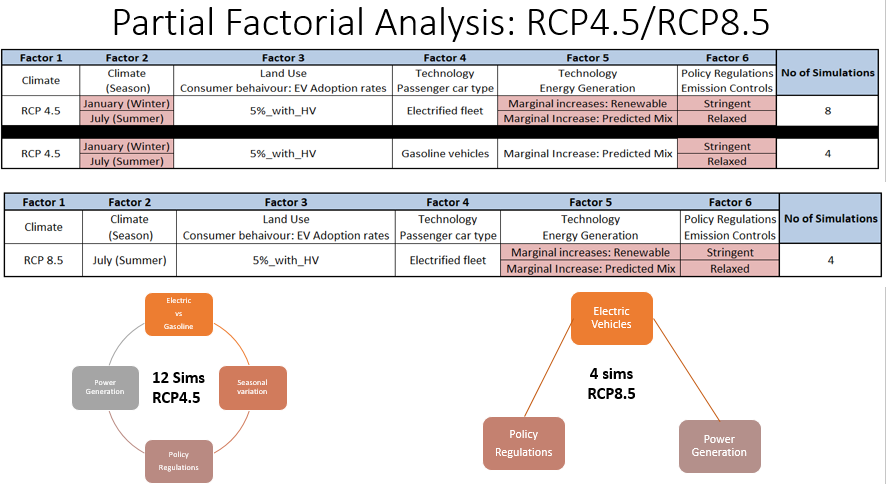 Partial Factorial Analysis: RCP4.5/RCP8.5
Factor 1 Factor 2 Factor 3 Factor 4 Factor 5 Factor 6 No of Simulations
Climate Climate Land Use Technology Technology Policy Regulations
(Season) Consumer behaivour: EV Adoption rates Passenger car type Energy Generation Emission Controls
RCP 4.5 January (Winter) 5%_with_HV Electrified fleet Marginal increases: Renewable Stringent 8
July (Summer) Marginal Increase: Predicted Mix Relaxed
RCP 4.5 January (Winter) 5%_with_HV Gasoline vehicles Marginal Increase: Predicted Mix Stringent 4
July (Summer) Relaxed
Factor 1 Factor 2 Factor 3 Factor 4 Factor 5 Factor 6 No of Simulations
Climate Climate Land Use Technology Technology Policy Regulations
(Season) Consumer behaivour: EV Adoption rates Passenger car type Energy Generation Emission Controls
RCP 8.5 July (Summer) 5%_with_HV Electrified fleet Marginal increases: Renewable Stringent 4
Marginal Increase: Predicted Mix Relaxed
Electric
vs
Gasoline
Power
Generation
12 Sims
RCP4.5
Seasonal
variation
Policy
Regulations
Electric
Vehicles
4 sims
RCP8.5
Policy
Regulations
Power
Generation